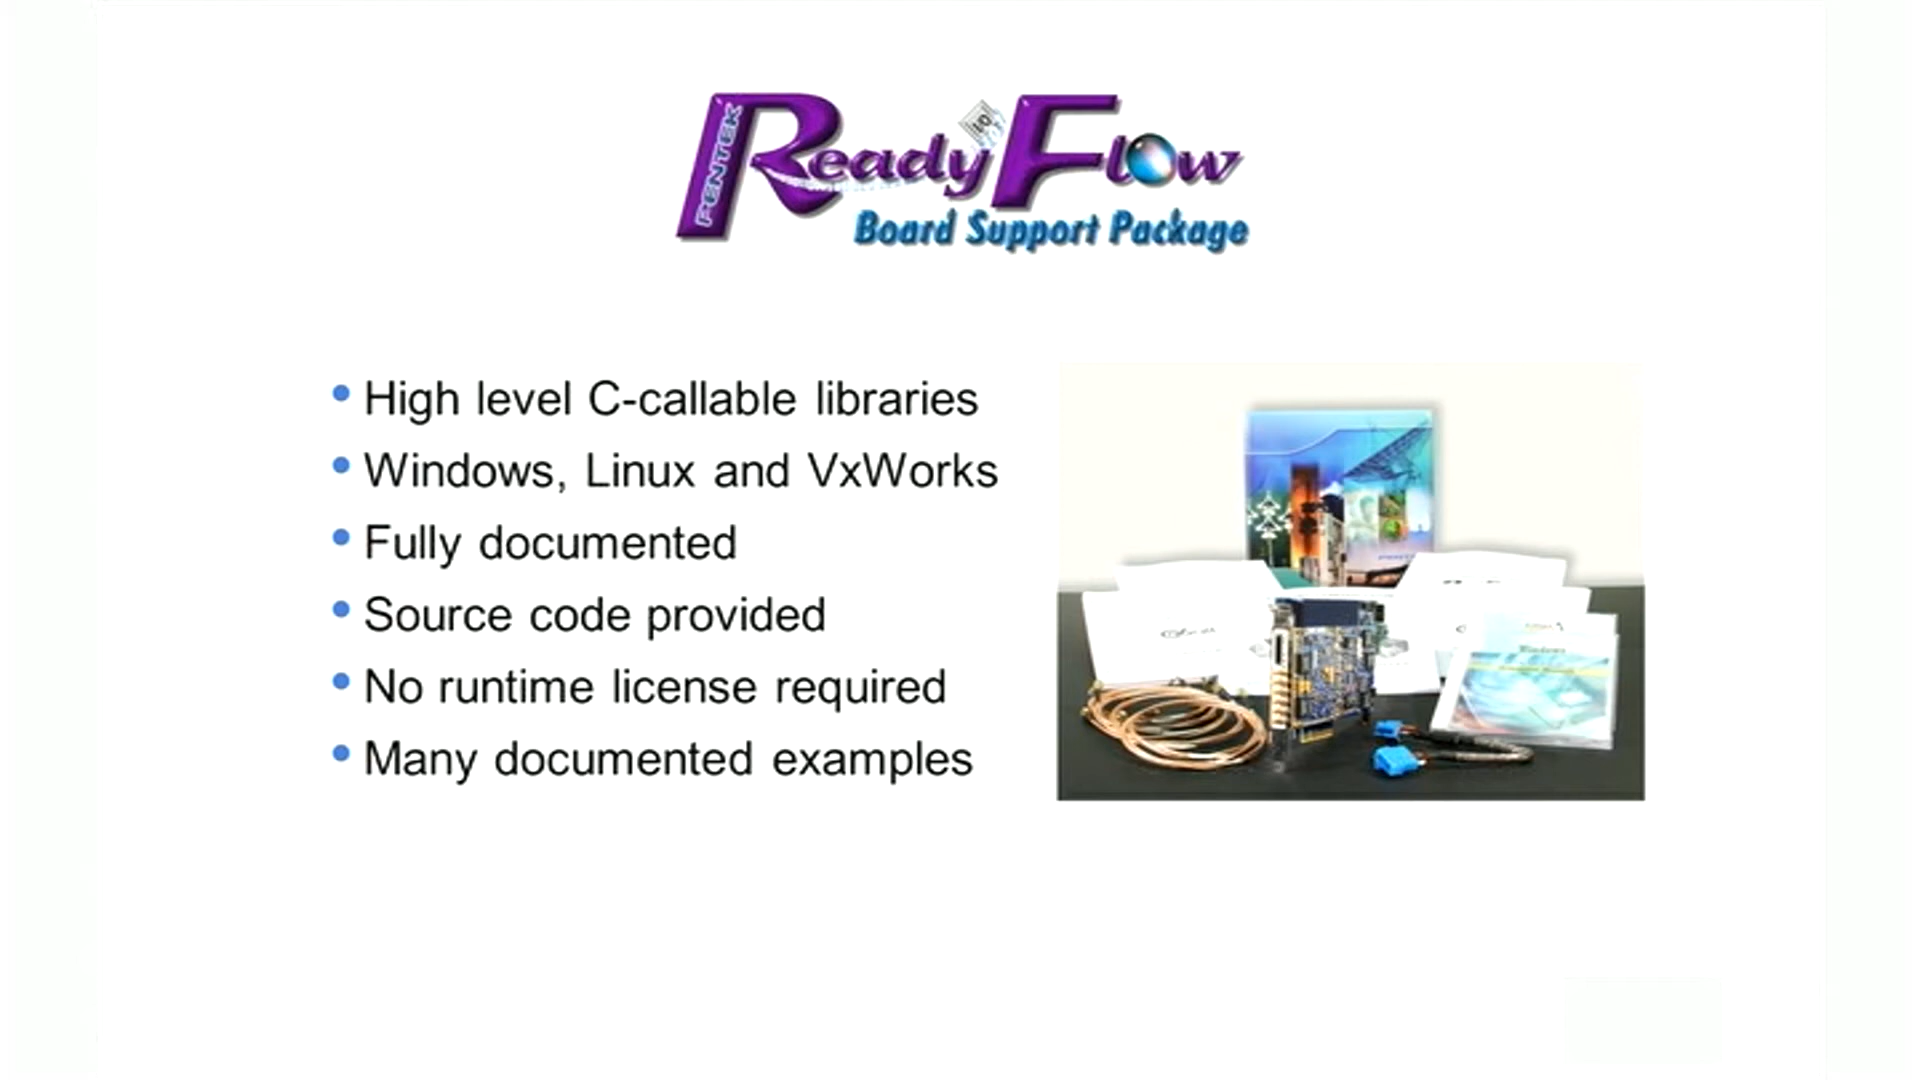 PENTEK
ReadyFlow
Board Support Package
I/O
• High level C-callable libraries
• Windows, Linux and VxWorks
• Fully documented
• Source code provided
• No runtime license required
• Many documented examples
Windows